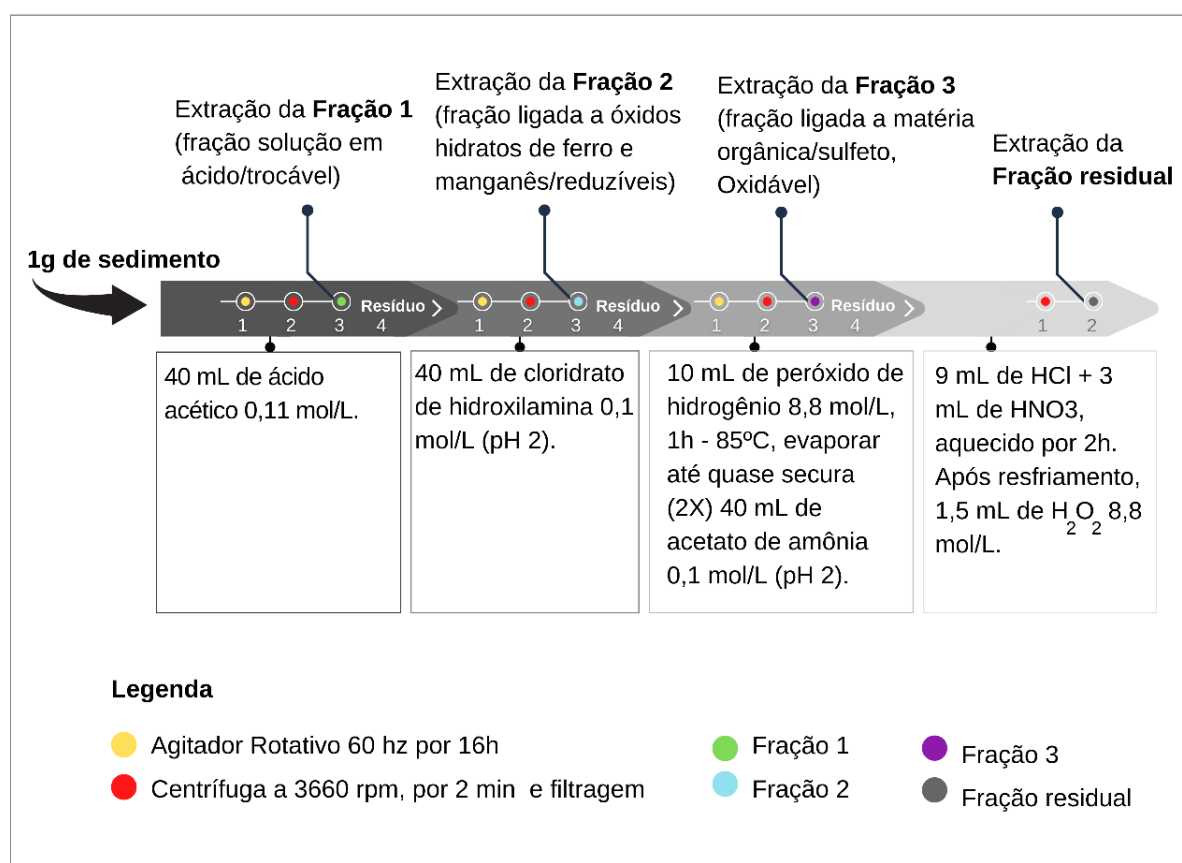 Extração da Fração 1
(fração solução em
ácido/trocável)
Extração da Fração 2
(fração ligada a óxidos
hidratos de ferro e
manganês/reduzíveis)
Extração da Fração 3
(fração ligada a matéria
orgânica/sulfeto,
Oxidável)
Extração da
Fração residual
1g de sedimento
Resíduo
1 2 3 4
Resíduo
1 2 3 4
Resíduo
1 2 3 4
1 2
40 mL de ácido
acético 0,11 mol/L.
40 mL de cloridrato
de hidroxilamina 0,1
mol/L (pH 2).
10 mL de peróxido de
hidrogênio 8,8 mol/L,
1h - 85ºC, evaporar
até quase secura
(2X) 40 mL de
acetato de amônia
0,1 mol/L (pH 2).
9 mL de HCl + 3
mL de HNO3,
aquecido por 2h.
Após resfriamento,
1,5 mL de H2O2 8,8
mol/L.
Legenda
Agitador Rotativo 60 hz por 16h
Centrífuga a 3660 rpm, por 2 min e filtragem
Fração 1
Fração 2
Fração 3
Fração residual